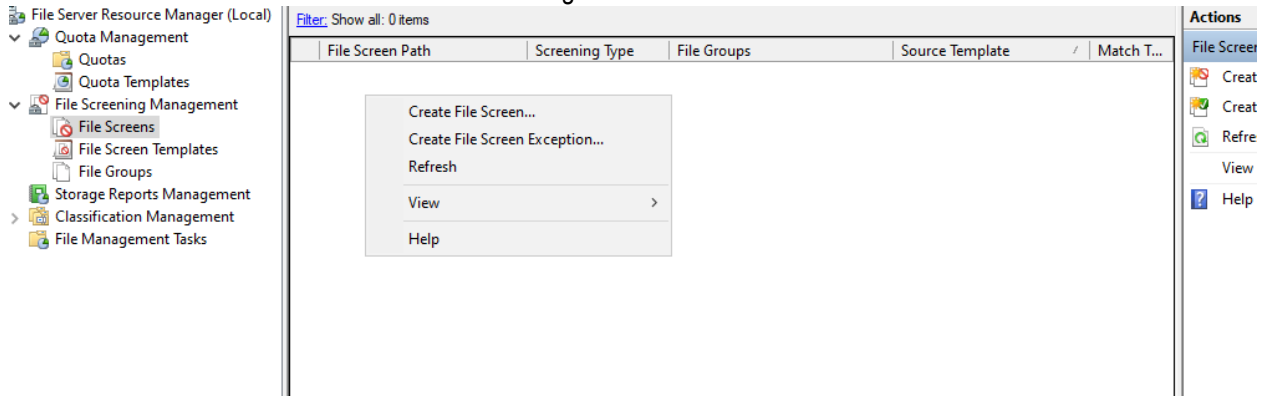 File Server Resource Manager (Local)
Quota Management
Quotas
Quota Templates
File Screening Management
File Screens
File Screen Templates
File Groups
Storage Reports Management
Classification Management
File Management Tasks
Filter: Show all: 0 items
File Screen Path Screening Type File Groups Source Template / Match T...
Create File Screen...
Create File Screen Exception...
Refresh
View >
Help
Actions
File Screen
Creat
Creat
Refre
View
Help